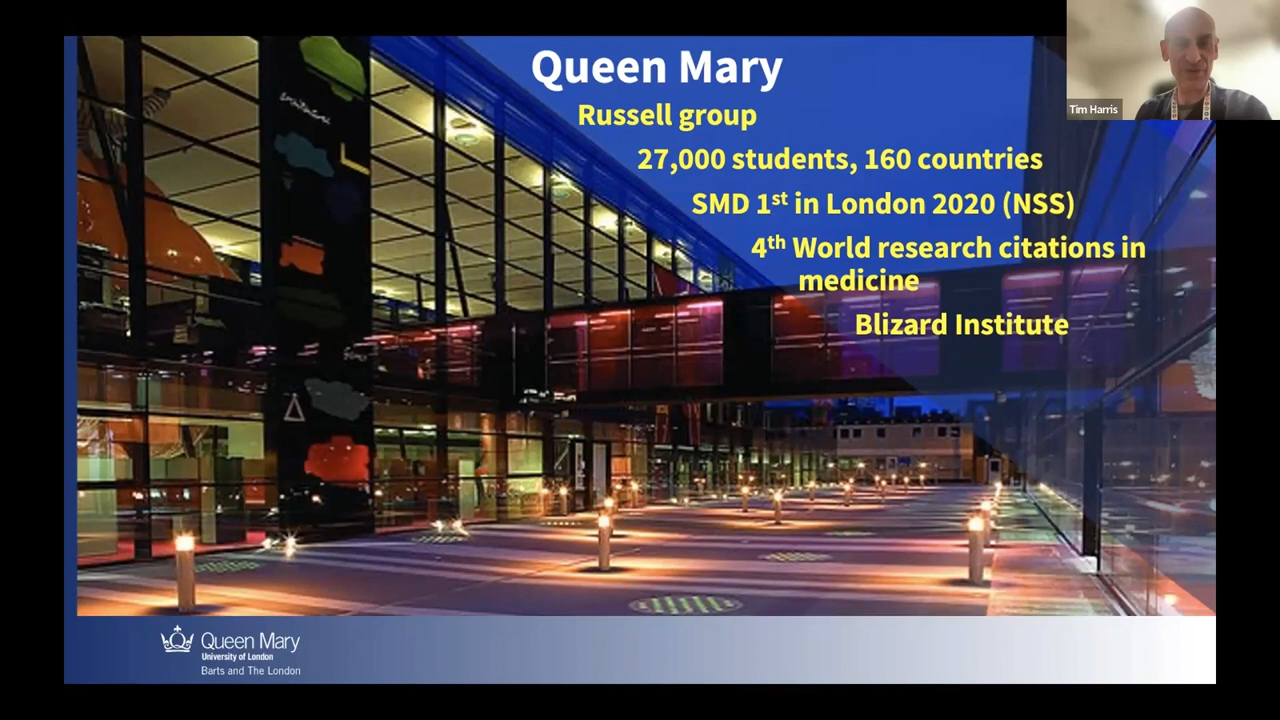 Queen Mary
Russell group
27,000 students, 160 countries
SMD 1st in London 2020 (NSS)
4th World research citations in
medicine
Blizard Institute
Tim Harris
Queen Mary
University of London
Barts and The London